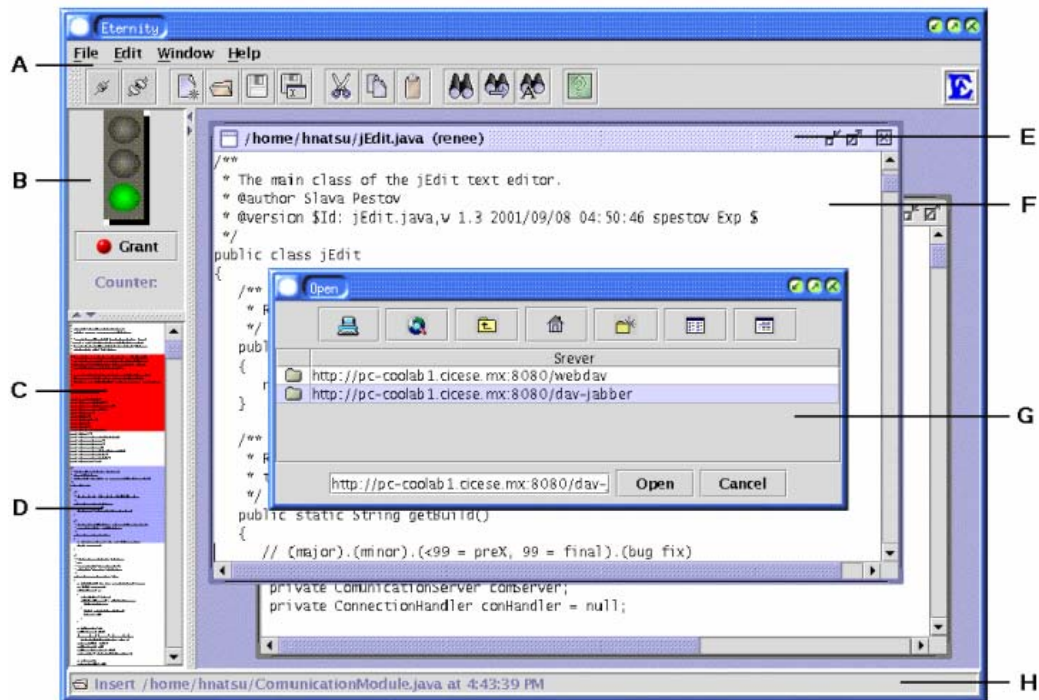 Eternity
File Edit Window Help
A
E
B
/home/hnatsu/jEdit.java (renee)
E
/**
* The main class of the jEdit text editor.
* @author Slava Pestov
* @version $Id: jEdit.java,v 1.3 2001/09/08 04:50:46 spestov Exp $
*/
public class jEdit
{
F
Grant
Counter:
Open
/**
* R
*/
publ
{
r
}
/**
* R
* T
*/
Srever
http://pc-coolab1.cicese.mx:8080/webdav
http://pc-coolab1.cicese.mx:8080/dav-jabber
C
G
http://pc-coolab1.cicese.mx:8080/dav-
Open Cancel
D
public static String getBuild()
{
// (major).(minor).(<99 = preX, 99 = final).(bug fix)
private ComunicationServer comServer;
private ConnectionHandler conHandler = null;
Insert /home/hnatsu/ComunicationModule.java at 4:43:39 PM
H